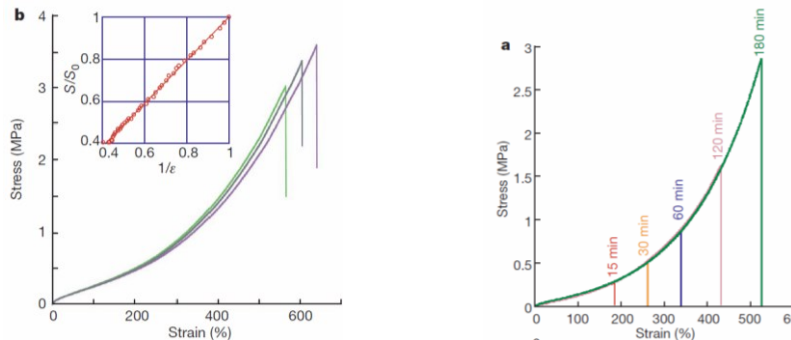 b
4
3
2
1
0
Stress (MPa)
0
200
400
600
Strain (%)
1
0.8
0.6
0.4
S/S0
0.4
0.6
0.8
1
1/ε
a
3
2.5
2
1.5
1
0.5
0
Stress (MPa)
15 min
30 min
60 min
120 min
180 min
0
100
200
300
400
500
Strain (%)